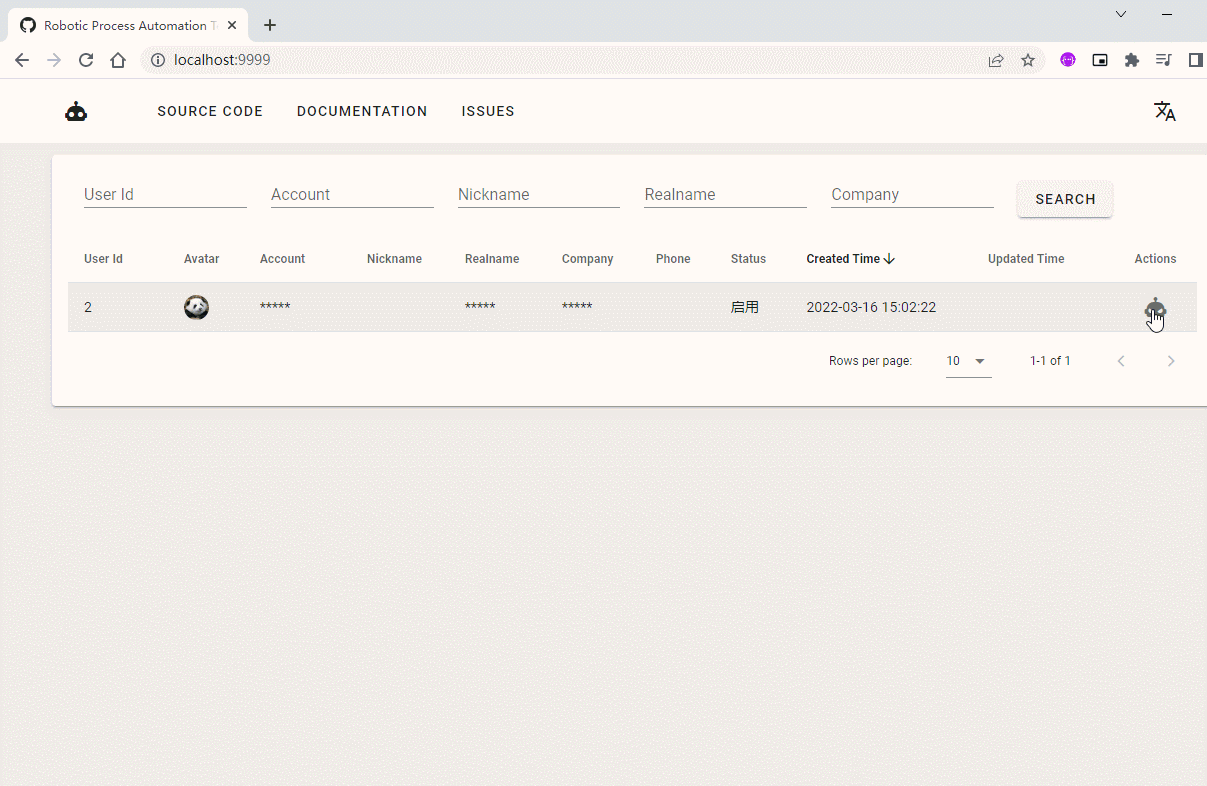 Robotic Process Automation T
localhost:9999
SOURCE CODE DOCUMENTATION ISSUES
User Id Account Nickname Realname Company SEARCH
User Id Avatar Account Nickname Realname Company Phone Status Created Time Updated Time Actions
2 ***** ***** ***** 启用 2022-03-16 15:02:22
Rows per page: 10 1-1 of 1